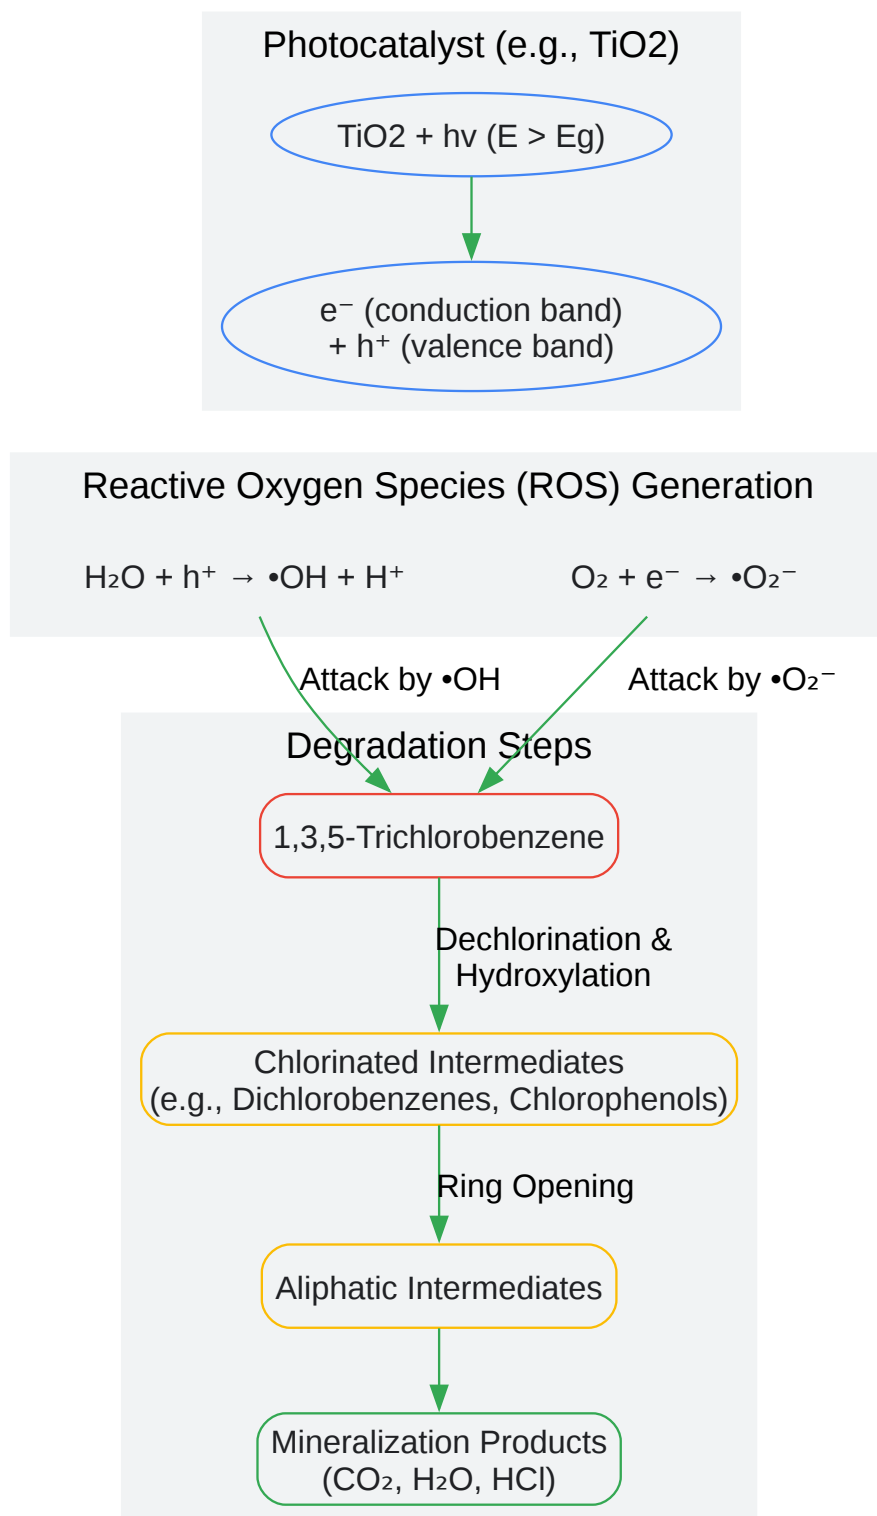 Photocatalyst (e.g., TiO2)
TiO2 + hv (E > Eg)
e⁻ (conduction band)
+ h⁺ (valence band)
Reactive Oxygen Species (ROS) Generation
H₂O + h⁺ → •OH + H⁺
O₂ + e⁻ → •O₂⁻
Attack by •OH
Attack by •O₂⁻
Degradation Steps
1,3,5-Trichlorobenzene
Dechlorination &
Hydroxylation
Chlorinated Intermediates
(e.g., Dichlorobenzenes, Chlorophenols)
Ring Opening
Aliphatic Intermediates
Mineralization Products
(CO₂, H₂O, HCl)